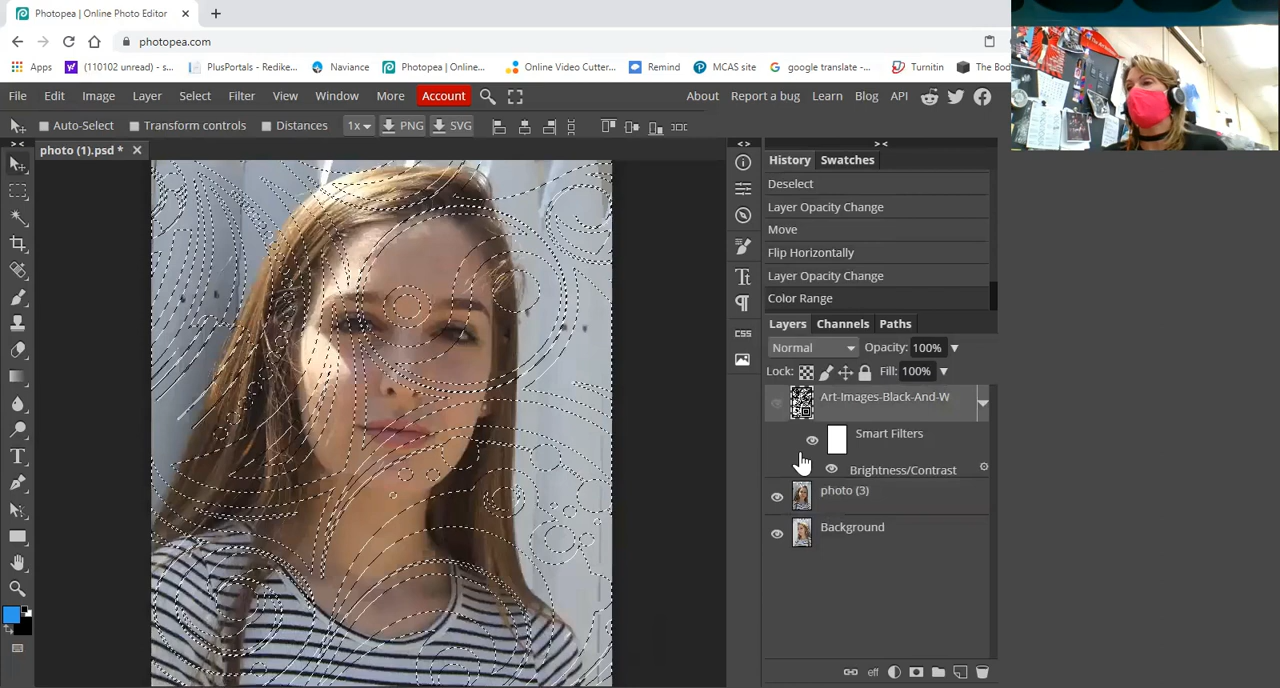 Photopea | Online Photo Editor
photopea.com
Apps (110102 unread) - s... PlusPortals - Redike... Naviance Photopea | Online... Online Video Cutter... Remind MCAS site google translate -... Turnitin The Bod
File Edit Image Layer Select Filter View Window More Account About Report a bug Learn Blog API
Auto-Select Transform controls Distances 1x PNG SVG
photo (1).psd *
History Swatches
Deselect
Layer Opacity Change
Move
Flip Horizontally
Layer Opacity Change
Color Range
Layers Channels Paths
Normal Opacity: 100%
Lock: Fill: 100%
Art-Images-Black-And-W
Smart Filters
Brightness/Contrast
photo (3)
Background
CSS
eff